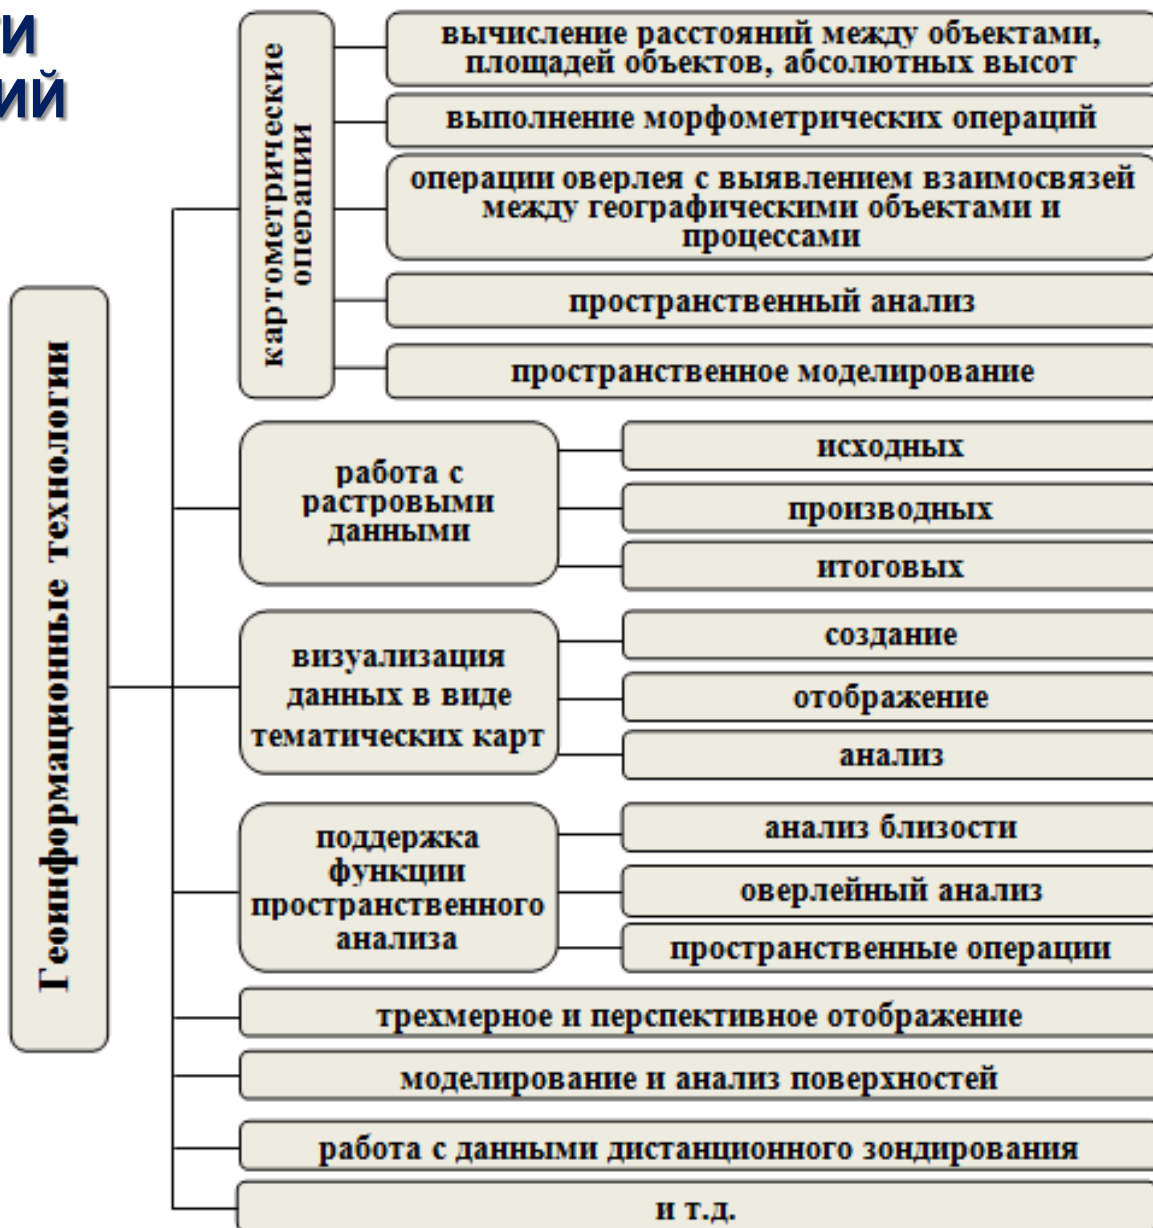 Геоинформационные технологии
картометрические
операции
вычисление расстояний между объектами,
площадей объектов, абсолютных высот
выполнение морфометрических операций
операции оверлея с выявлением взаимосвязей
между географическими объектами и
процессами
пространственный анализ
пространственное моделирование
работа с
растровыми
данными
исходных
производных
итоговых
визуализация
данных в виде
тематических карт
создание
отображение
анализ
поддержка
функции
пространственного
анализа
анализ близости
оверлейный анализ
пространственные операции
трехмерное и перспективное отображение
моделирование и анализ поверхностей
работа с данными дистанционного зондирования
и т.д.